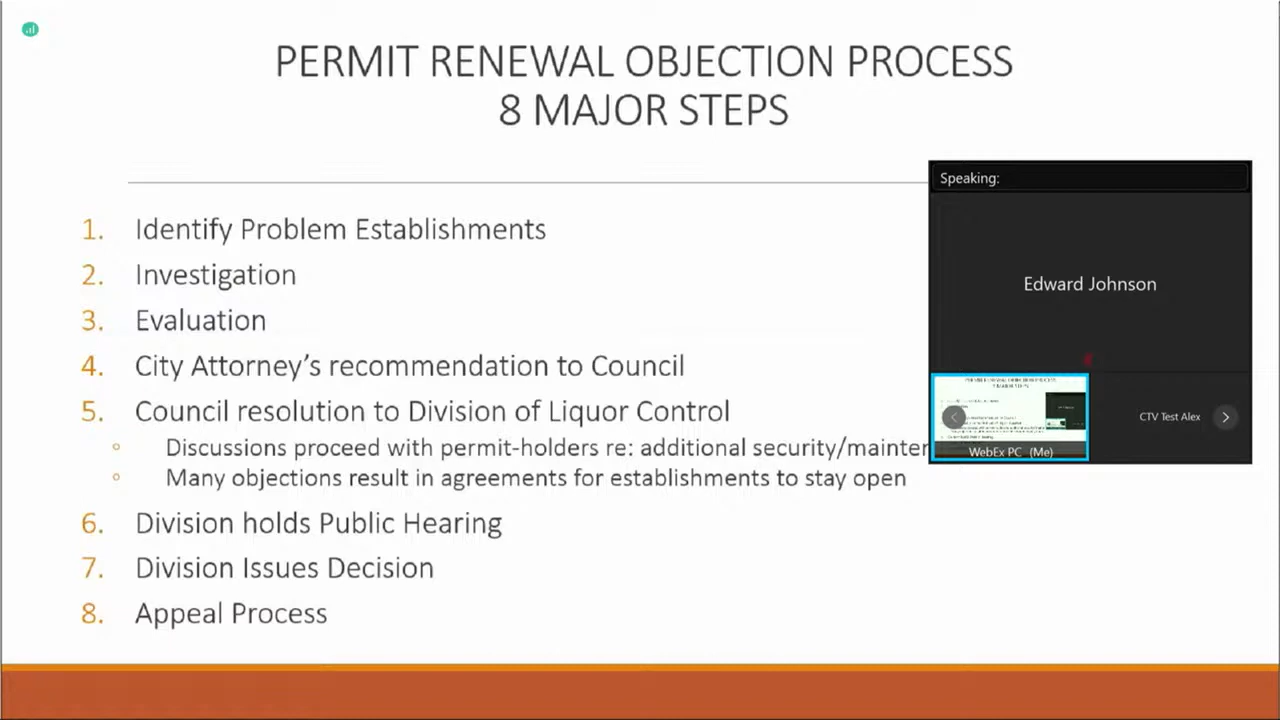 PERMIT RENEWAL OBJECTION PROCESS
8 MAJOR STEPS
1. Identify Problem Establishments
2. Investigation
3. Evaluation
4. City Attorney’s recommendation to Council
5. Council resolution to Division of Liquor Control
◦ Discussions proceed with permit-holders re: additional security/mainten
◦ Many objections result in agreements for establishments to stay open
6. Division holds Public Hearing
7. Division Issues Decision
8. Appeal Process
Speaking:
Edward Johnson
WebEx PC (Me)
CTV Test Alex